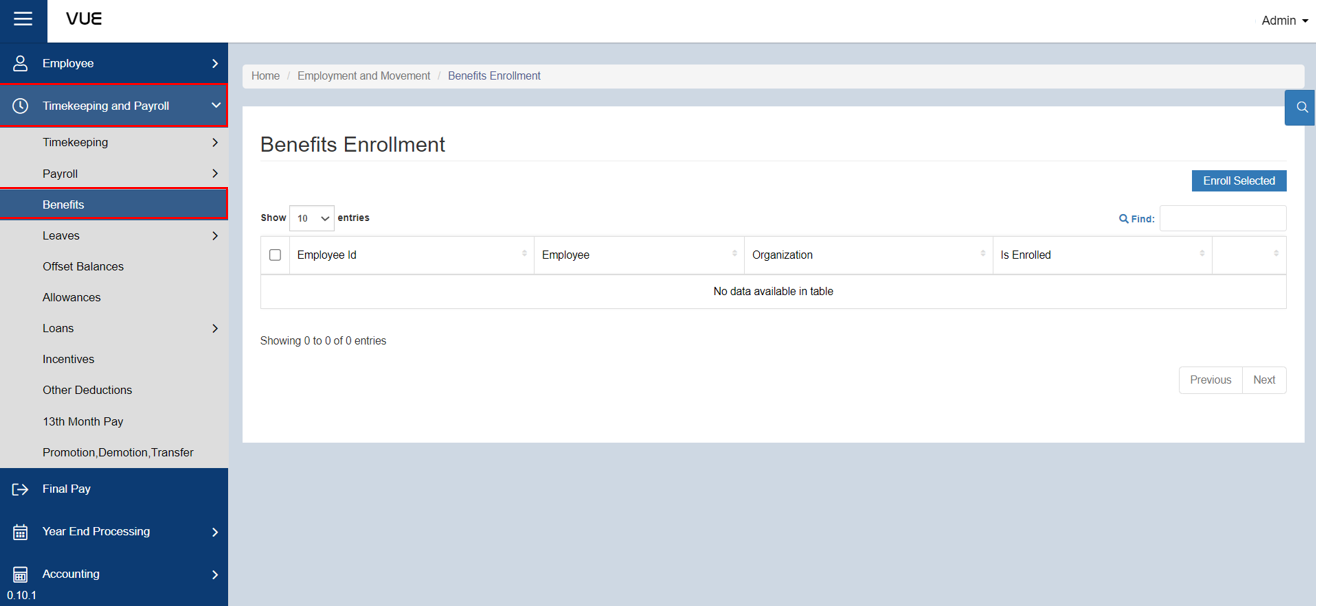 VUE
Admin
Employee
Timekeeping and Payroll
Timekeeping
Payroll
Benefits
Leaves
Offset Balances
Allowances
Loans
Incentives
Other Deductions
13th Month Pay
Promotion,Demotion,Transfer
Final Pay
Year End Processing
Accounting
0.10.1
Home / Employment and Movement / Benefits Enrollment
Benefits Enrollment
Enroll Selected
Show 10 entries
Find:
Employee Id Employee Organization Is Enrolled
No data available in table
Showing 0 to 0 of 0 entries
Previous Next